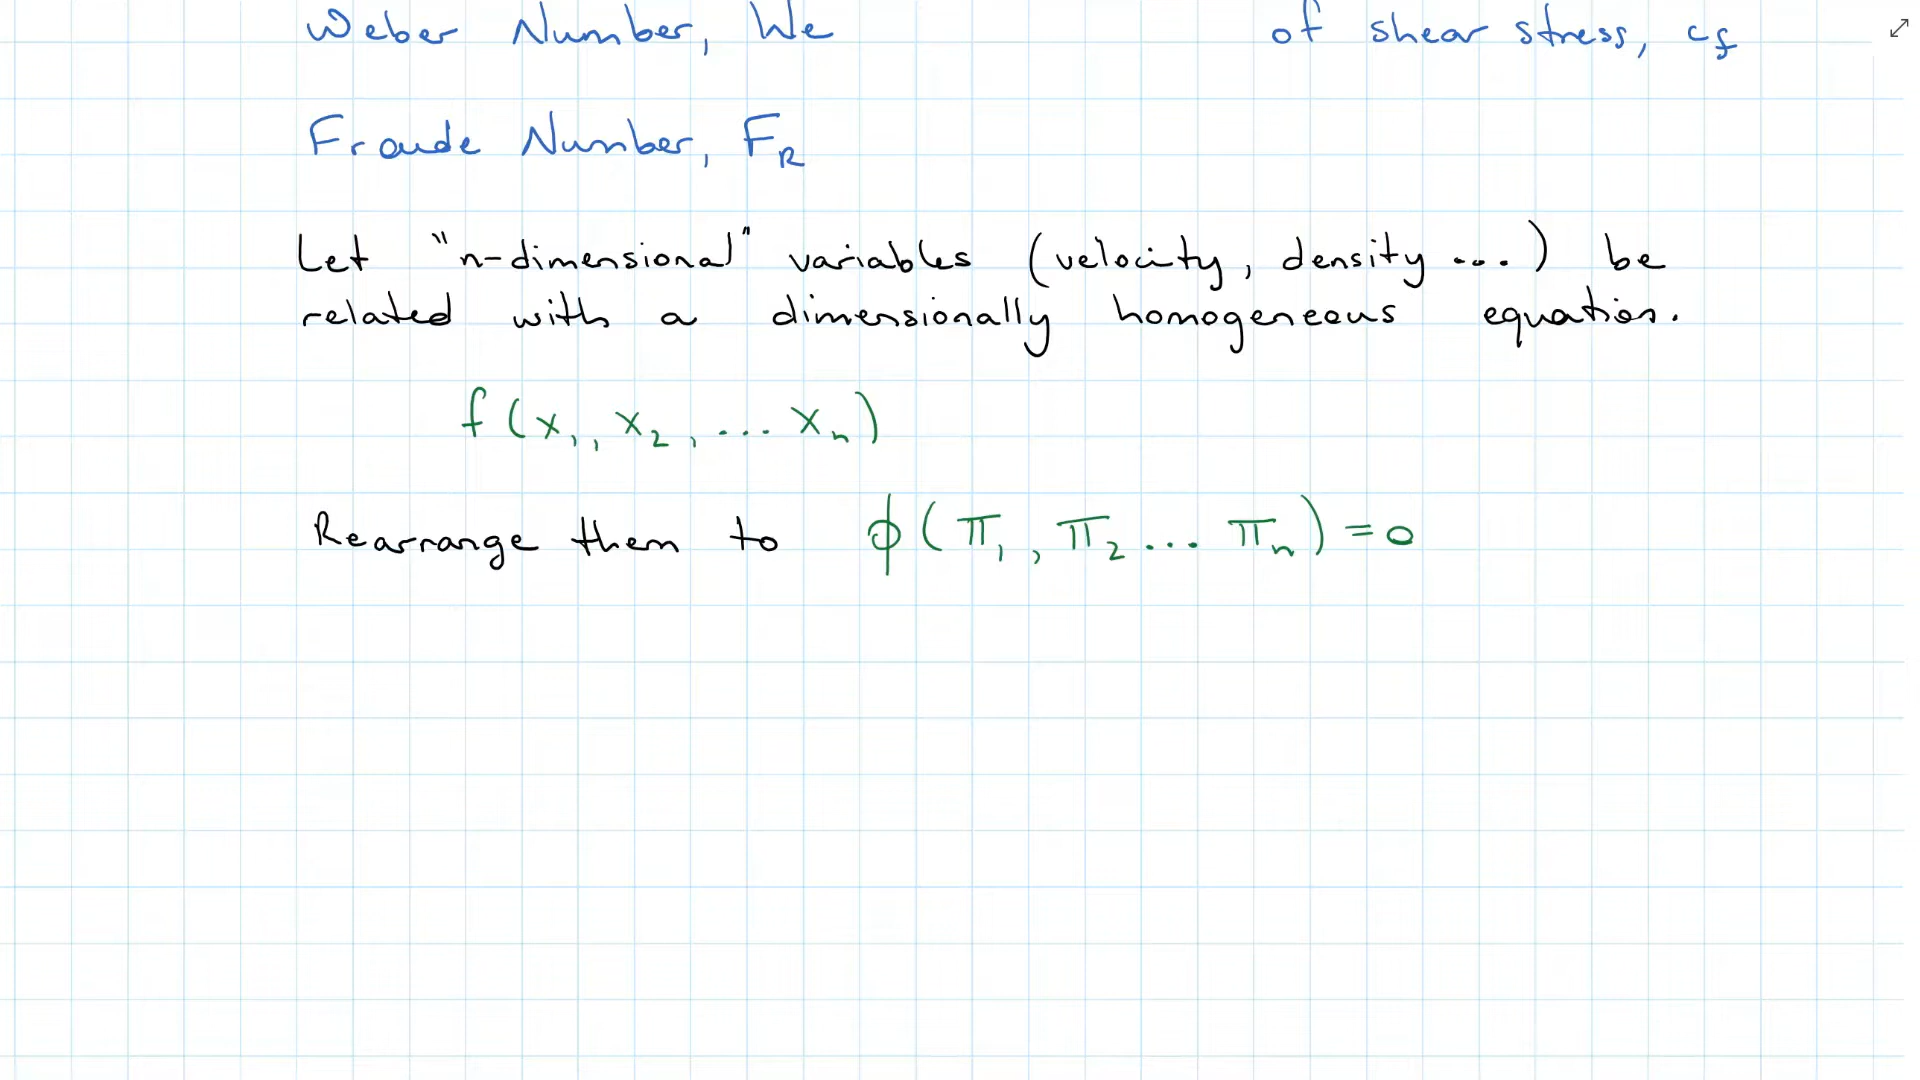 Weber Number, We
of shear stress, cf
Froude Number, FR
Let "n-dimensional" variables (velocity, density ...) be
related with a dimensionally homogeneous equation.
f (x₁, x₂, ... xₙ)
Rearrange them to ϕ (π₁, π₂ ... πₙ) = 0